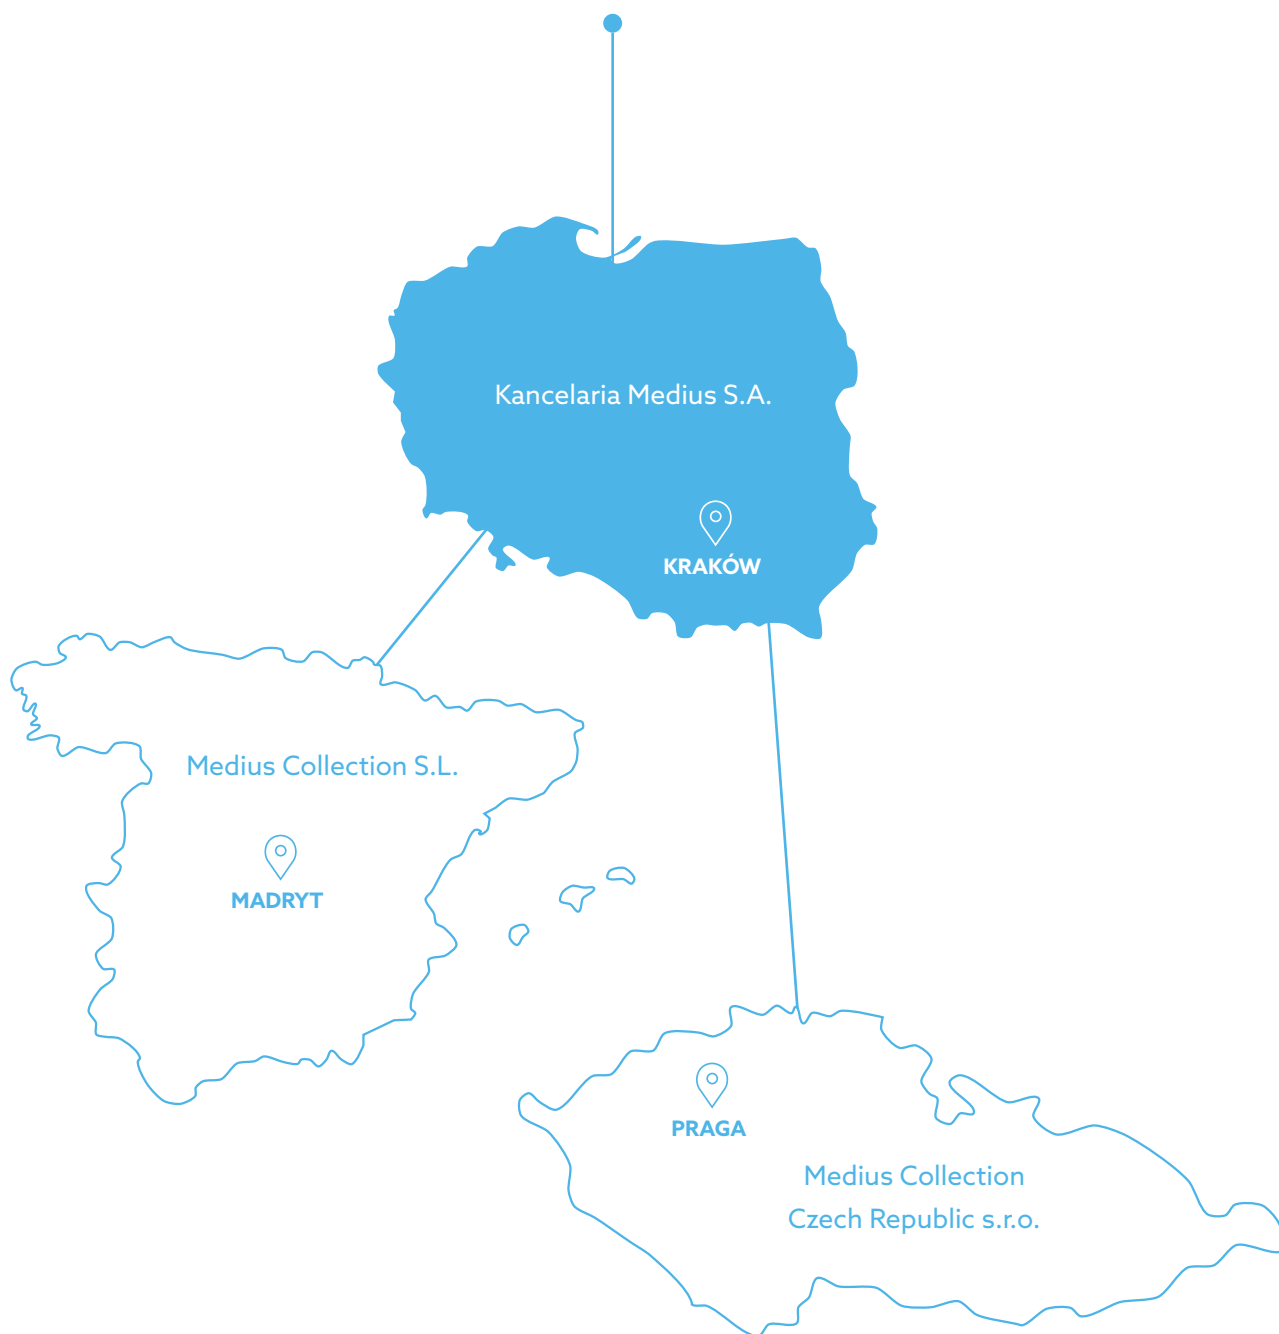 Kancelaria Medius S.A.
KRAKÓW
Medius Collection S.L.
MADRYT
PRAGA
Medius Collection
Czech Republic s.r.o.